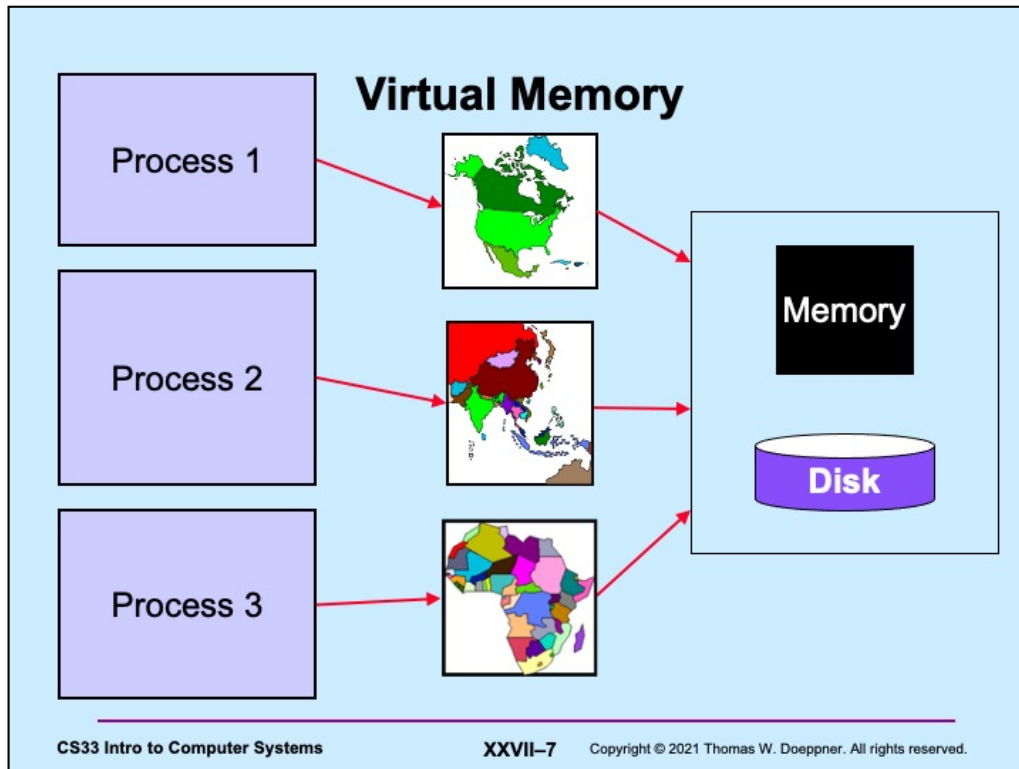 Virtual Memory
Process 1
Process 2
Process 3
Memory
Disk
CS33 Intro to Computer Systems
XXVII–7
Copyright © 2021 Thomas W. Doeppner. All rights reserved.